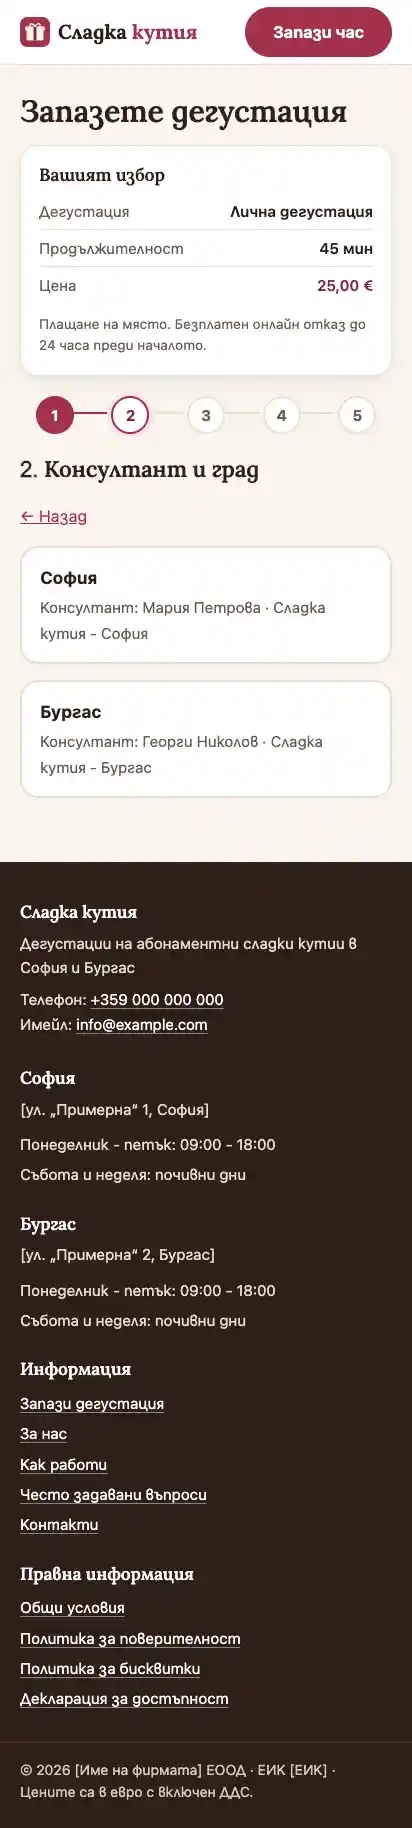 Сладка кутия
Запази час
Запазете дегустация
Вашият избор
Дегустация Лична дегустация
Продължителност 45 мин
Цена 25,00 €
Плащане на място. Безплатен онлайн отказ до
24 часа преди началото.
1 2 3 4 5
2. Консултант и град
← Назад
София
Консултант: Мария Петрова · Сладка
кутия - София
Бургас
Консултант: Георги Николов · Сладка
кутия - Бургас
Сладка кутия
Дегустации на абонаментни сладки кутии в
София и Бургас
Телефон: +359 000 000 000
Имейл: info@example.com
София
[ул. „Примерна“ 1, София]
Понеделник - петък: 09:00 - 18:00
Събота и неделя: почивни дни
Бургас
[ул. „Примерна“ 2, Бургас]
Понеделник - петък: 09:00 - 18:00
Събота и неделя: почивни дни
Информация
Запази дегустация
За нас
Как работи
Често задавани въпроси
Контакти
Правна информация
Общи условия
Политика за поверителност
Политика за бисквитки
Декларация за достъпност
© 2026 [Име на фирмата] ЕООД · ЕИК [ЕИК] ·
Цените са в евро с включен ДДС.